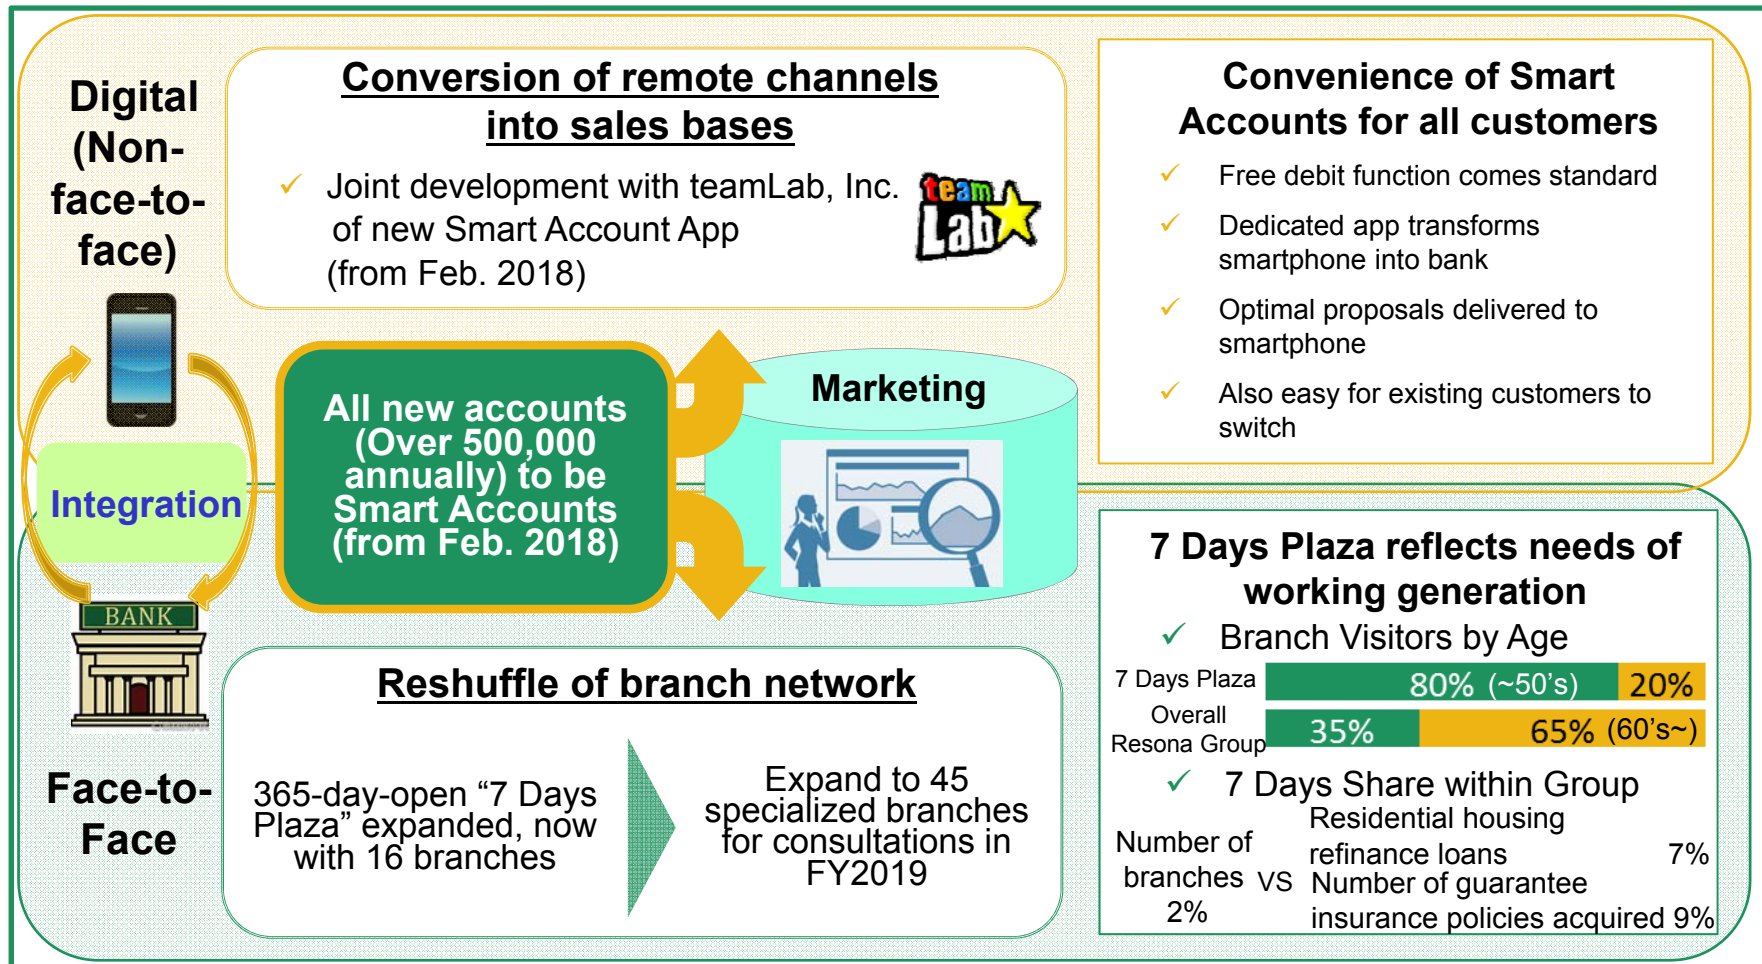 Digital
(Non-
face-to-
face)
Conversion of remote channels
into sales bases
✓ Joint development with teamLab, Inc.
of new Smart Account App
(from Feb. 2018)
team
Lab
Convenience of Smart
Accounts for all customers
✓ Free debit function comes standard
✓ Dedicated app transforms
smartphone into bank
✓ Optimal proposals delivered to
smartphone
✓ Also easy for existing customers to
switch
Integration
All new accounts
(Over 500,000
annually) to be
Smart Accounts
(from Feb. 2018)
Marketing
BANK
Face-to-
Face
Reshuffle of branch network
365-day-open “7 Days
Plaza” expanded, now
with 16 branches
Expand to 45
specialized branches
for consultations in
FY2019
7 Days Plaza reflects needs of
working generation
✓ Branch Visitors by Age
7 Days Plaza 80% (~50’s) 20%
Overall
Resona Group 35% 65% (60’s~)
✓ 7 Days Share within Group
Number of
branches
2%
VS
Residential housing
refinance loans 7%
Number of guarantee
insurance policies acquired 9%